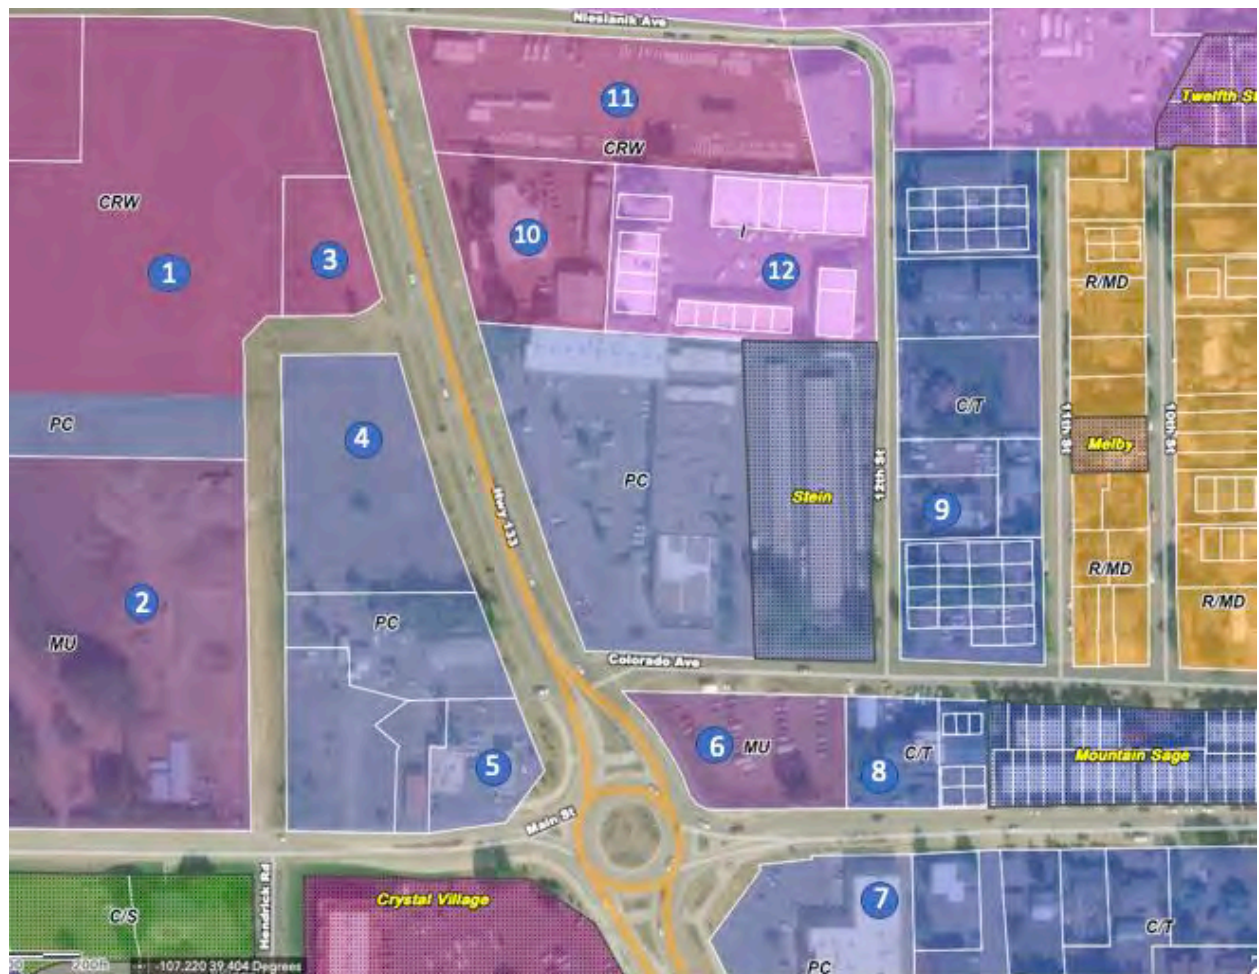 Nieslanik Ave
Twelfth St
11
CRW
CRW
10
I
12
3
1
R/MD
PC
4
C/T
11th St
Melby
10th St
PC
Stein
12th St
Hwy 133
9
2
MU
R/MD
R/MD
PC
Colorado Ave
6
MU
C/T
8
Mountain Sage
5
Main St
Crystal Village
7
C/S
Hendrick Rd
C/T
PC
200ft
-107.220 39.404 Degrees